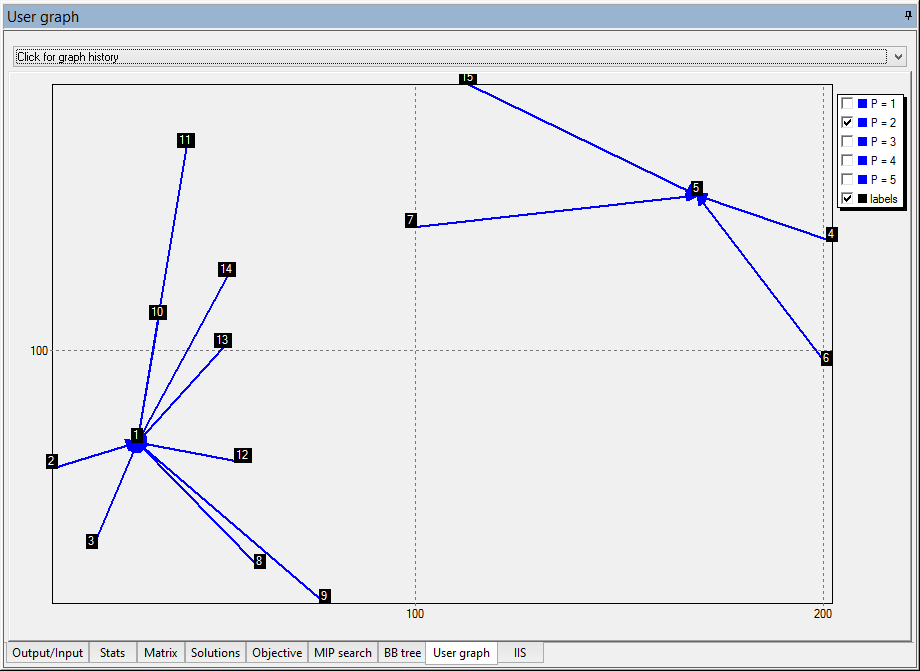 User graph
Click for graph history
15
P = 1
P = 2
P = 3
P = 4
P = 5
labels
11
5
7
4
14
10
13
100
6
1
2
12
3
8
9
100
200
Output/Input
Stats
Matrix
Solutions
Objective
MIP search
BB tree
User graph
IIS